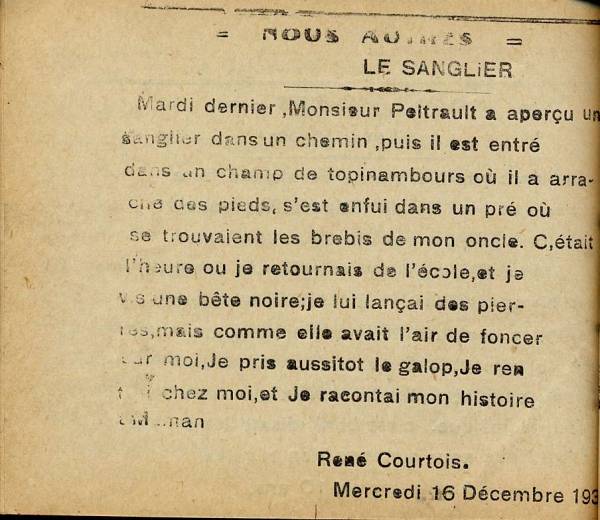 = NOUS AUTRES =
LE SANGLiER
Mardi dernier,Monsieur Peltrault a aperçu un
sanglier dans un chemin ,puis il est entré
dans un champ de topinambours où il a arra-
ché des pieds, s'est enfui dans un pré où
se trouvaient les brebis de mon oncle. C,était
l'heure ou je retournais de l'école,et je
vis une bête noire;je lui lançai des pier-
res,mais comme elle avait l'air de foncer
sur moi,Je pris aussitot le galop,Je ren
chez moi,et Je racontai mon histoire
René Courtois.
Mercredi 16 Décembre 193